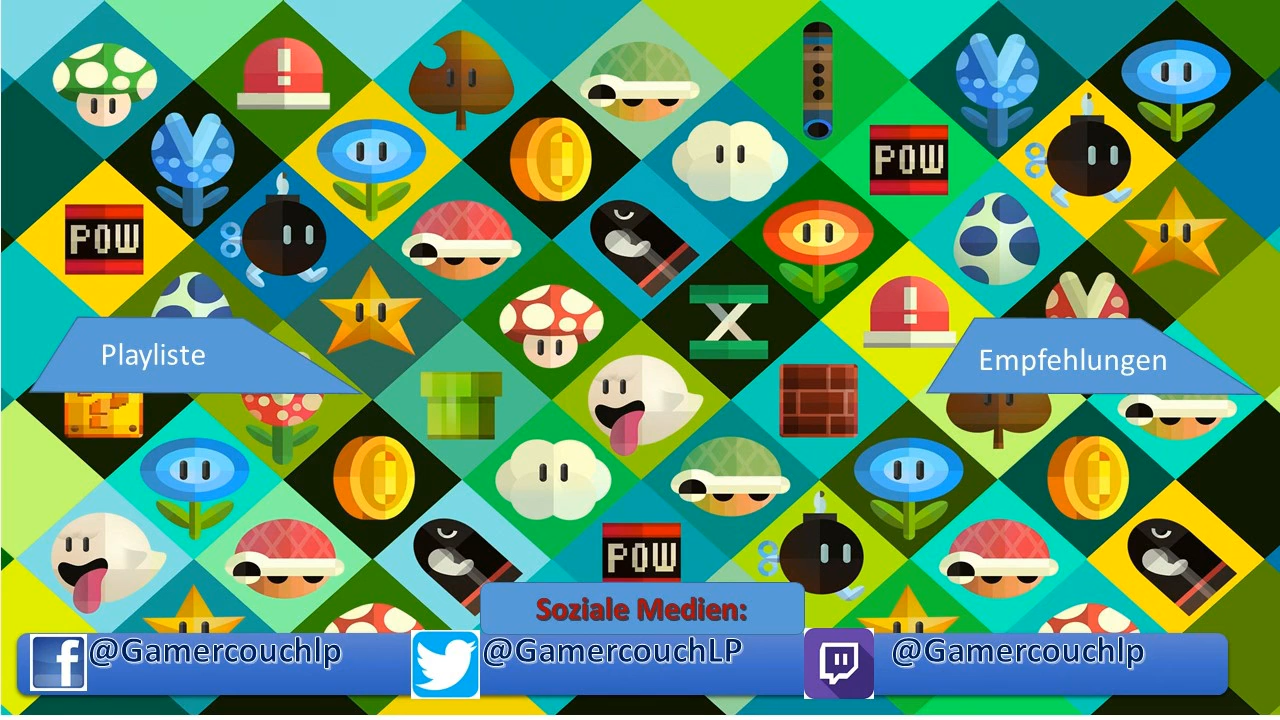 POW
POW
Playliste
Empfehlungen
POW
Soziale Medien:
@Gamercouchlp
@GamercouchLP
@Gamercouchlp